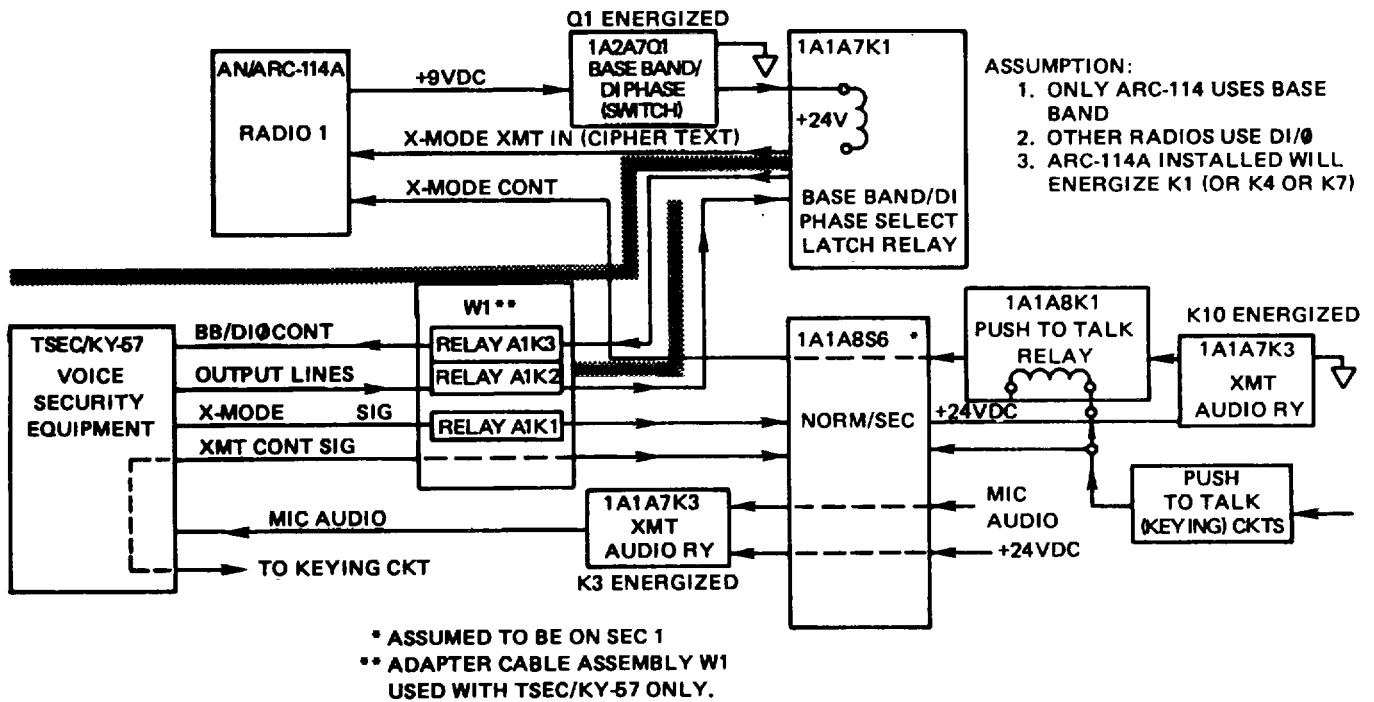 Q1 ENERGIZED
AN/ARC-114A
RADIO 1
+9VDC
1A2A7Q1
BASE BAND/
DI PHASE
(SWITCH)
1A1A7K1
+24V
BASE BAND/DI
PHASE SELECT
LATCH RELAY
X-MODE XMT IN (CIPHER TEXT)
X-MODE CONT
ASSUMPTION:
1. ONLY ARC-114 USES BASE
BAND
2. OTHER RADIOS USE DI/Ø
3. ARC-114A INSTALLED WILL
ENERGIZE K1 (OR K4 OR K7)
TSEC/KY-57
VOICE
SECURITY
EQUIPMENT
BB/DIØCONT
OUTPUT LINES
X-MODE SIG
XMT CONT SIG
MIC AUDIO
TO KEYING CKT
W1**
RELAY A1K3
RELAY A1K2
RELAY A1K1
1A1A7K3
XMT
AUDIO RY
K3 ENERGIZED
1A1A8S6 *
NORM/SEC
1A1A8K1
PUSH TO TALK
RELAY
+24VDC
K10 ENERGIZED
1A1A7K3
XMT
AUDIO RY
MIC
AUDIO
+24VDC
PUSH
TO TALK
(KEYING) CKTS
* ASSUMED TO BE ON SEC 1
** ADAPTER CABLE ASSEMBLY W1
USED WITH TSEC/KY-57 ONLY.